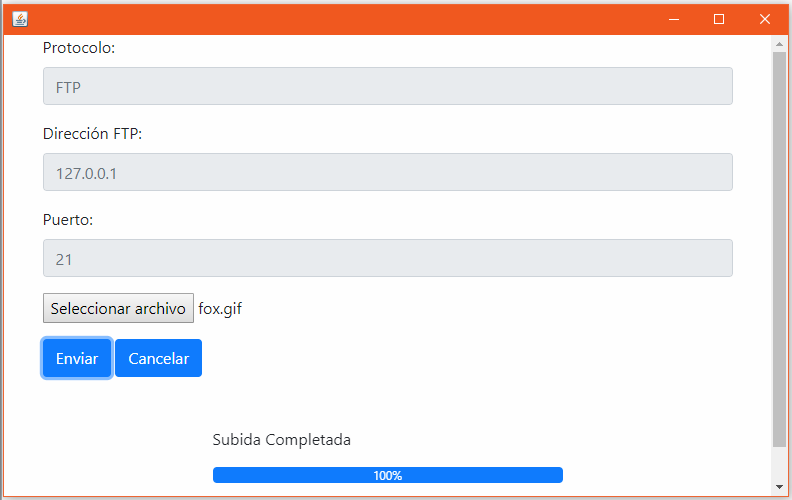 Protocolo:
FTP
Dirección FTP:
127.0.0.1
Puerto:
21
Seleccionar archivo fox.gif
Enviar Cancelar
Subida Completada
100%